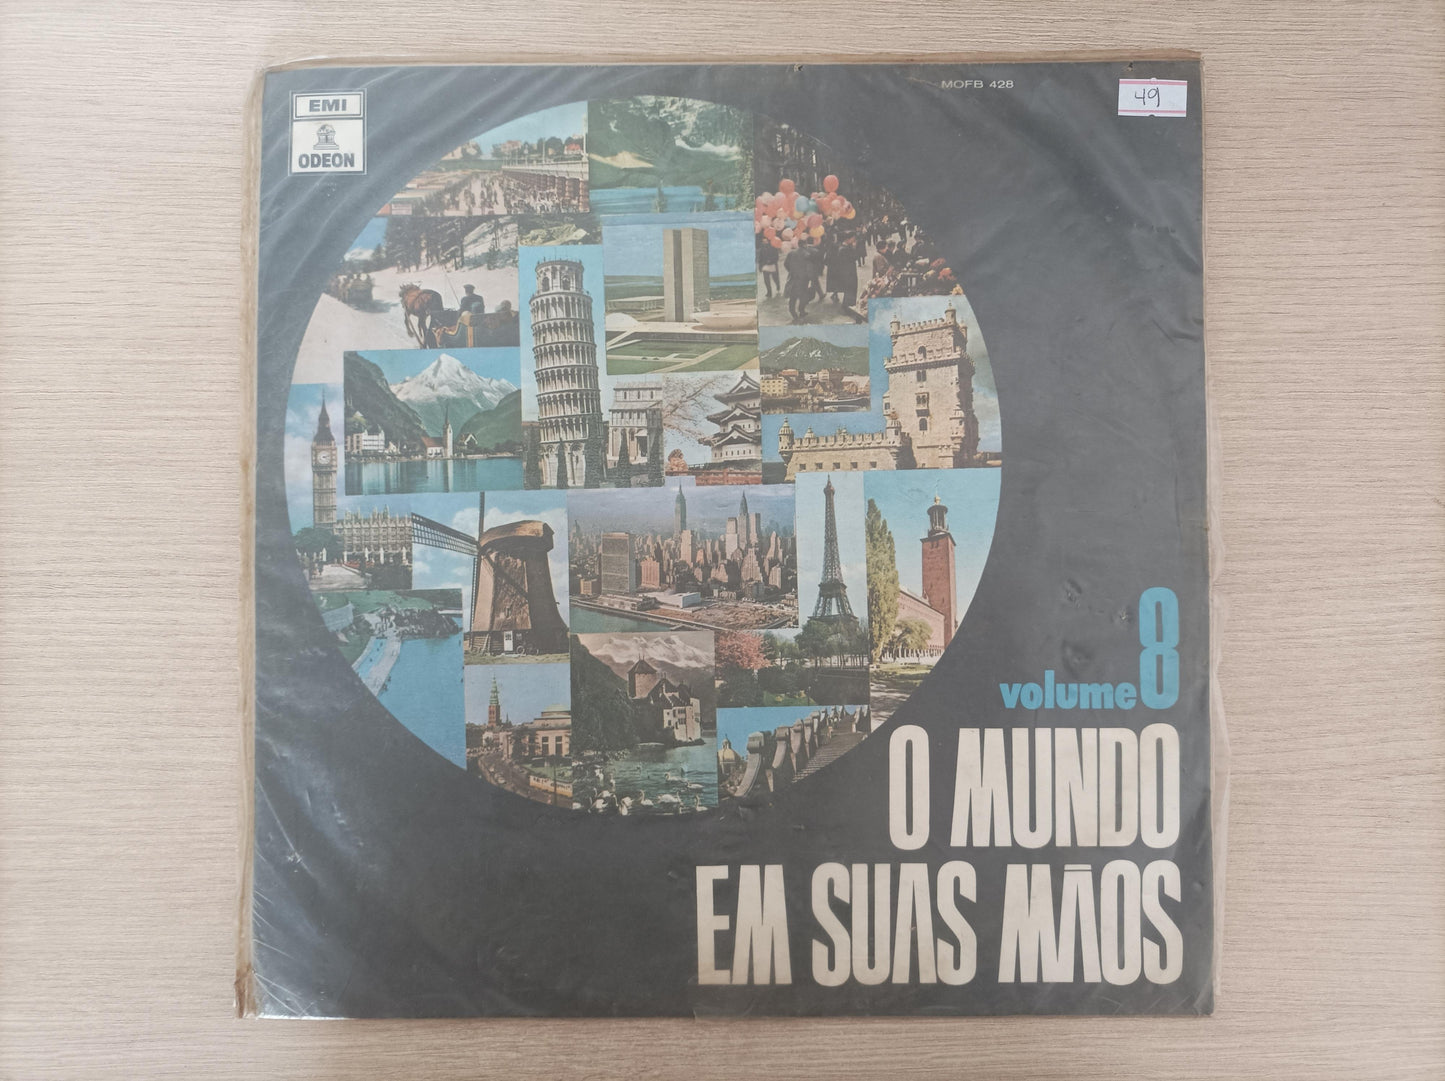 EMI
ODEON
MOFB 428
49
volume 8
O MUNDO
EM SUAS MÃOS